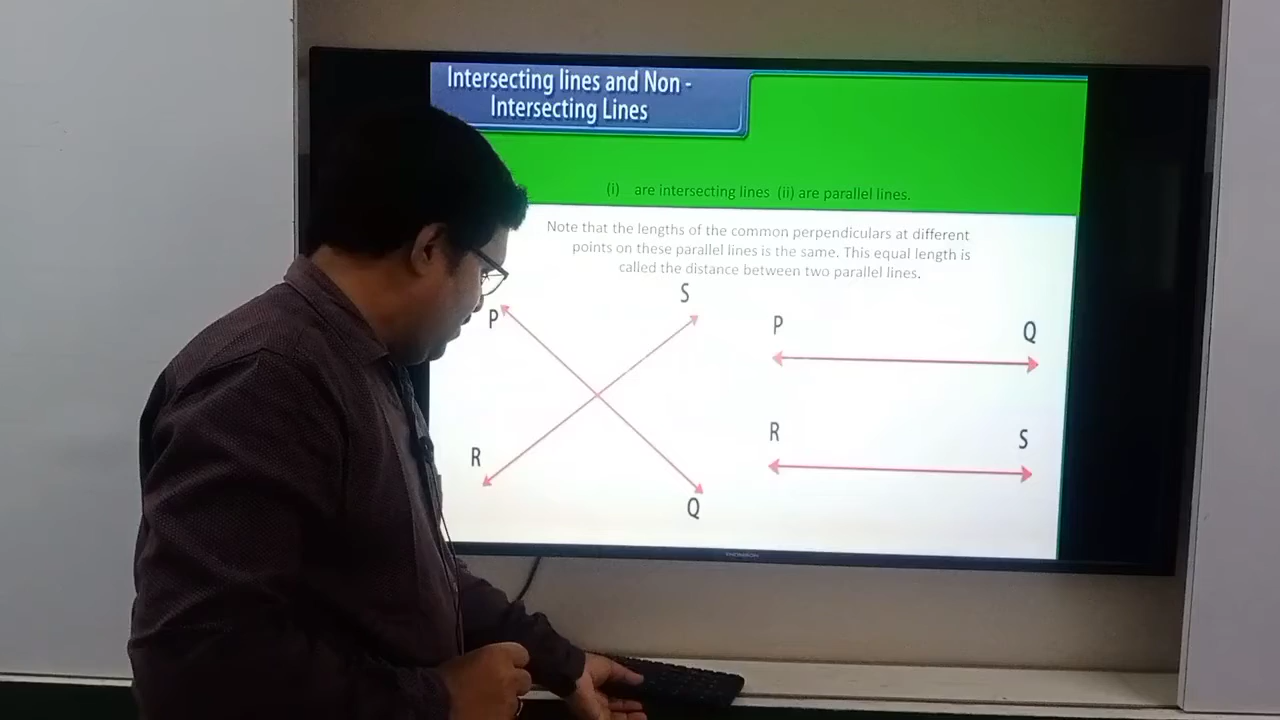 Intersecting lines and Non -
Intersecting Lines
(i) are intersecting lines (ii) are parallel lines.
Note that the lengths of the common perpendiculars at different
points on these parallel lines is the same. This equal length is
called the distance between two parallel lines.
P
S
R
Q
P
Q
R
S
THOMSON